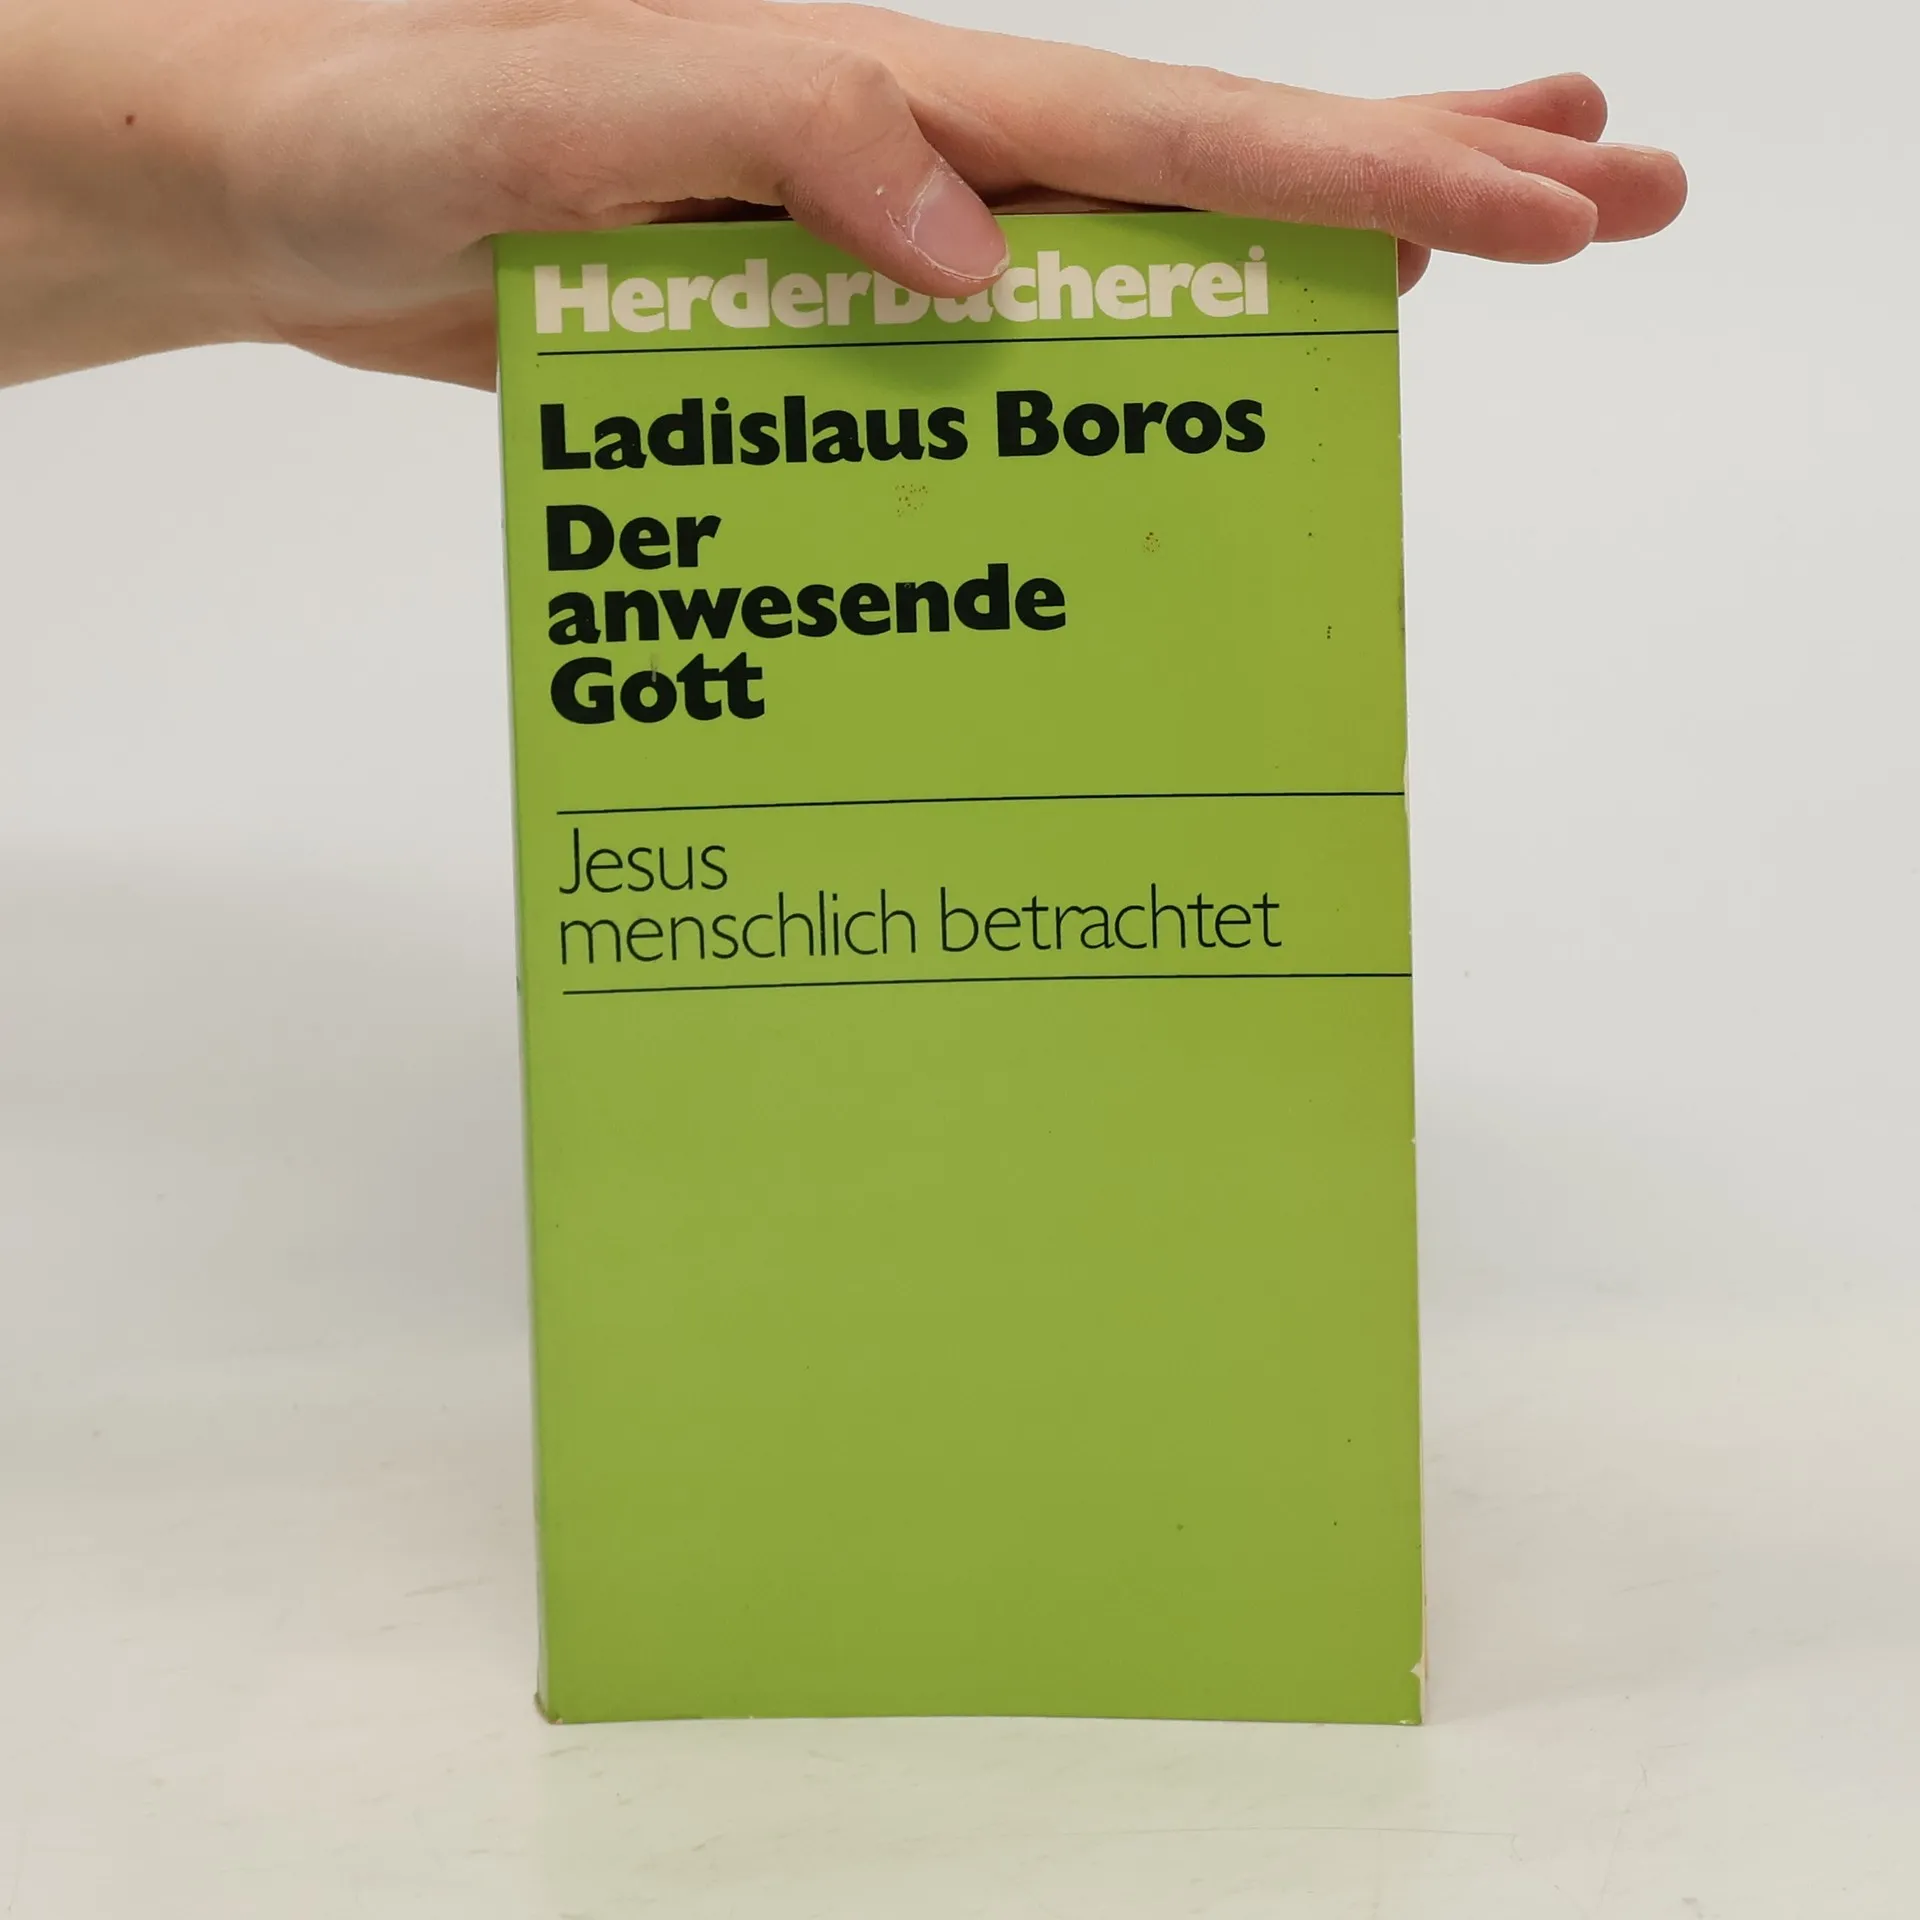 Herderbücherei
Ladislaus Boros
Der
anwesende
Gott
Jesus
menschlich betrachtet